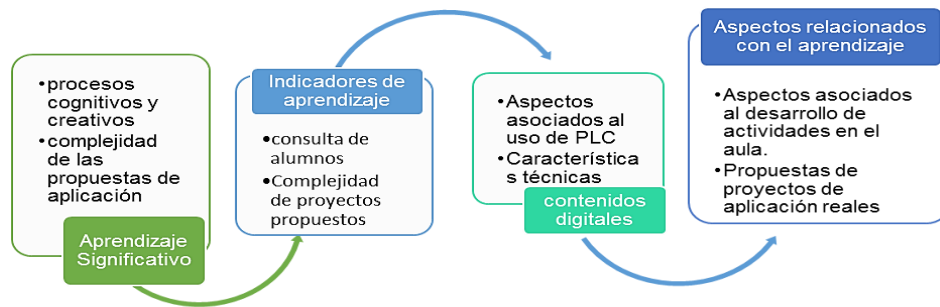 •procesos
cognitivos y
creativos
•complejidad
de las
propuestas de
aplicación
Aprendizaje
Significativo
Indicadores de
aprendizaje
•consulta de
alumnos
•Complejidad
de proyectos
propuestos
•Aspectos
asociados al
uso de PLC
•Característica
s técnicas
contenidos
digitales
Aspectos relacionados
con el aprendizaje
•Aspectos asociados
al desarrollo de
actividades en el
aula.
•Propuestas de
proyectos de
aplicación reales